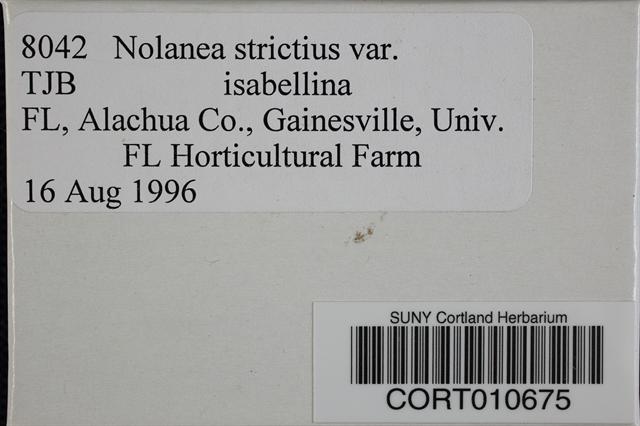 8042 Nolanea strictius var.
TJB isabellina
FL, Alachua Co., Gainesville, Univ.
FL Horticultural Farm
16 Aug 1996
SUNY Cortland Herbarium
CORT010675